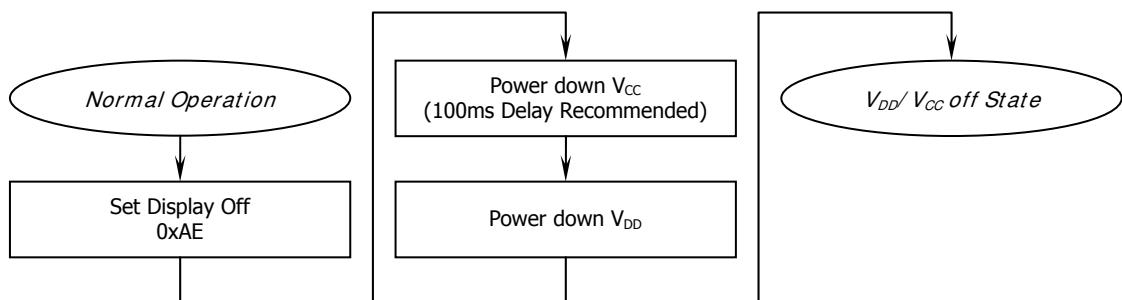 Normal Operation
Set Display Off
0xAE
Power down VCC
(100ms Delay Recommended)
Power down VDD
VDD/ VCC off State